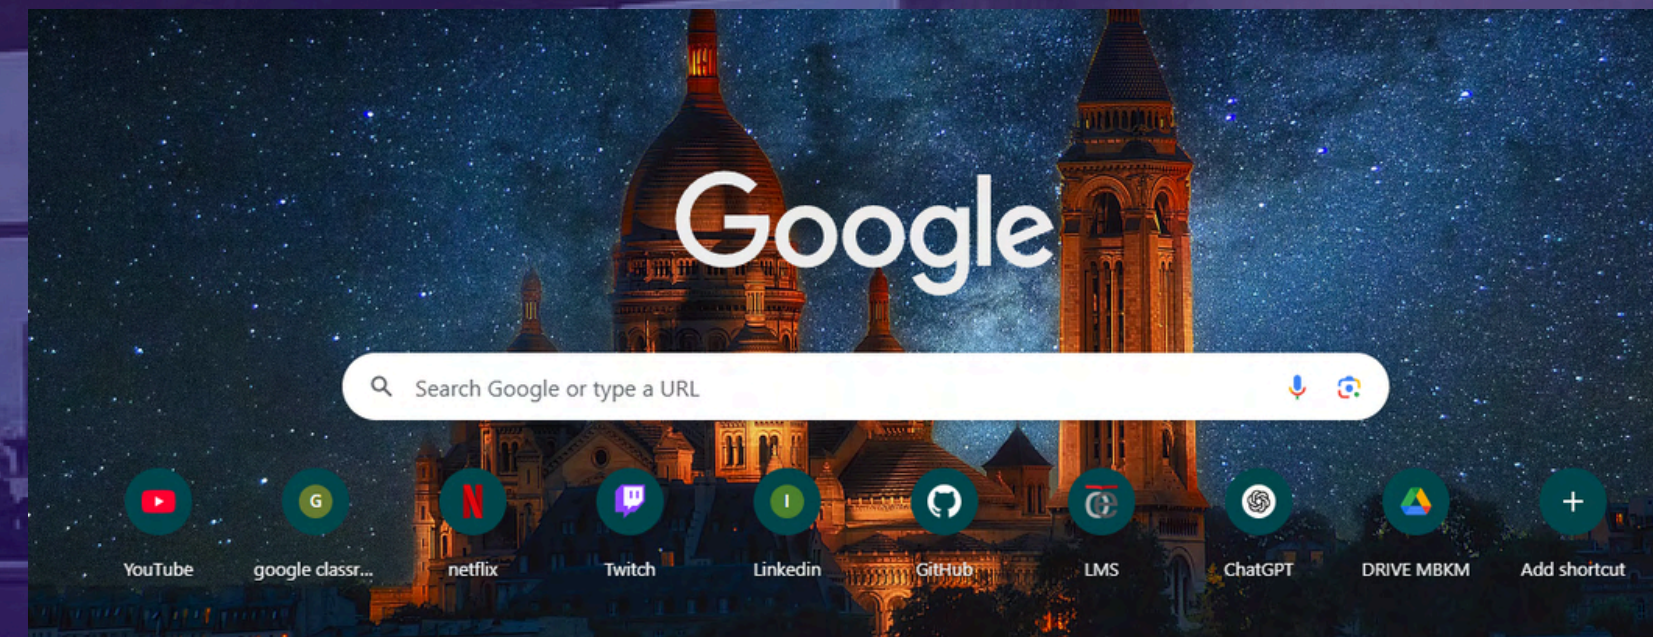 Google
Search Google or type a URL
G
N
I
YouTube google classr... netflix Twitch Linkedin GitHub LMS ChatGPT DRIVE MBKM Add shortcut